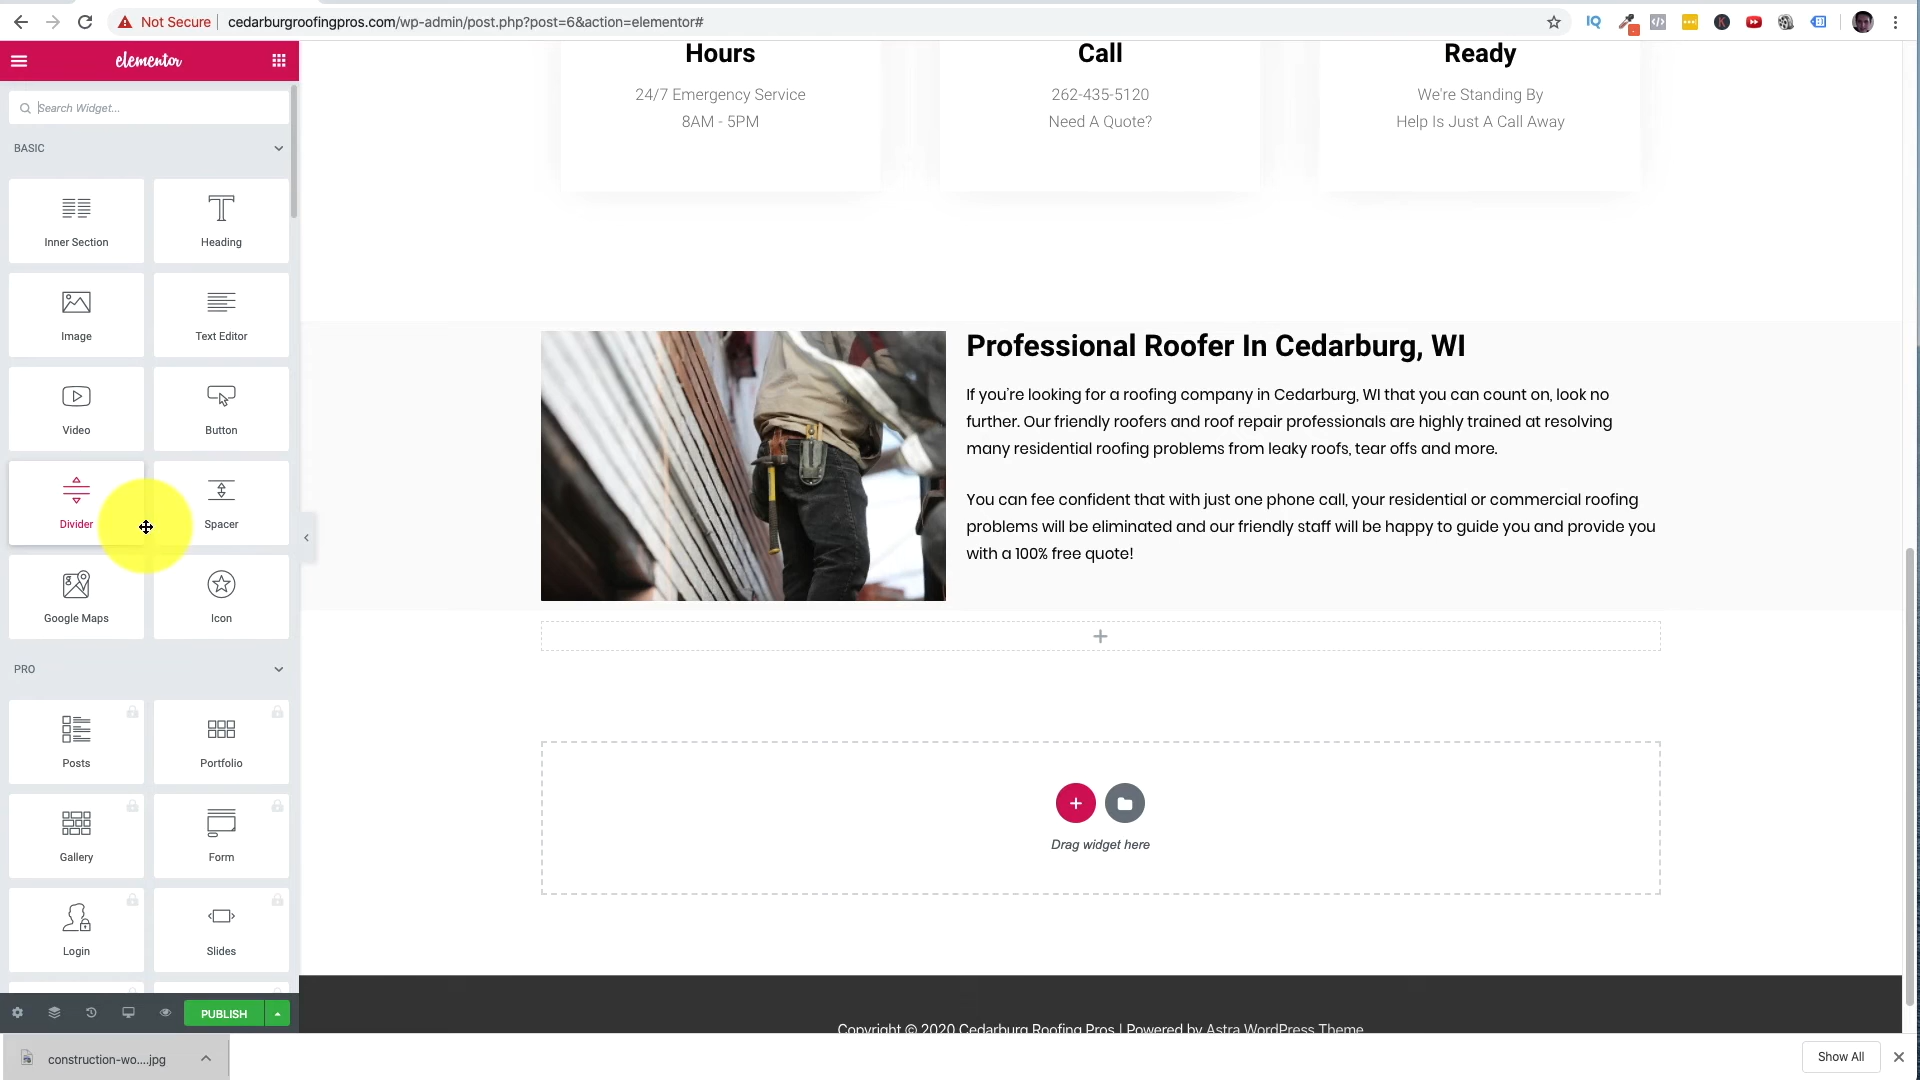 Not Secure
cedarburgroofingpros.com/wp-admin/post.php?post=6&action=elementor#
IQ
K
elementor
Search Widget...
BASIC
Inner Section
Heading
Image
Text Editor
Video
Button
Divider
Spacer
Google Maps
Icon
PRO
Posts
Portfolio
Gallery
Form
Login
Slides
PUBLISH
Hours
24/7 Emergency Service
8AM - 5PM
Call
262-435-5120
Need A Quote?
Ready
We're Standing By
Help Is Just A Call Away
Professional Roofer In Cedarburg, WI
If you're looking for a roofing company in Cedarburg, WI that you can count on, look no
further. Our friendly roofers and roof repair professionals are highly trained at resolving
many residential roofing problems from leaky roofs, tear offs and more.
You can fee confident that with just one phone call, your residential or commercial roofing
problems will be eliminated and our friendly staff will be happy to guide you and provide you
with a 100% free quote!
Drag widget here
Copyright © 2020 Cedarburg Roofing Pros | Powered by Astra WordPress Theme
construction-wo....jpg
Show All